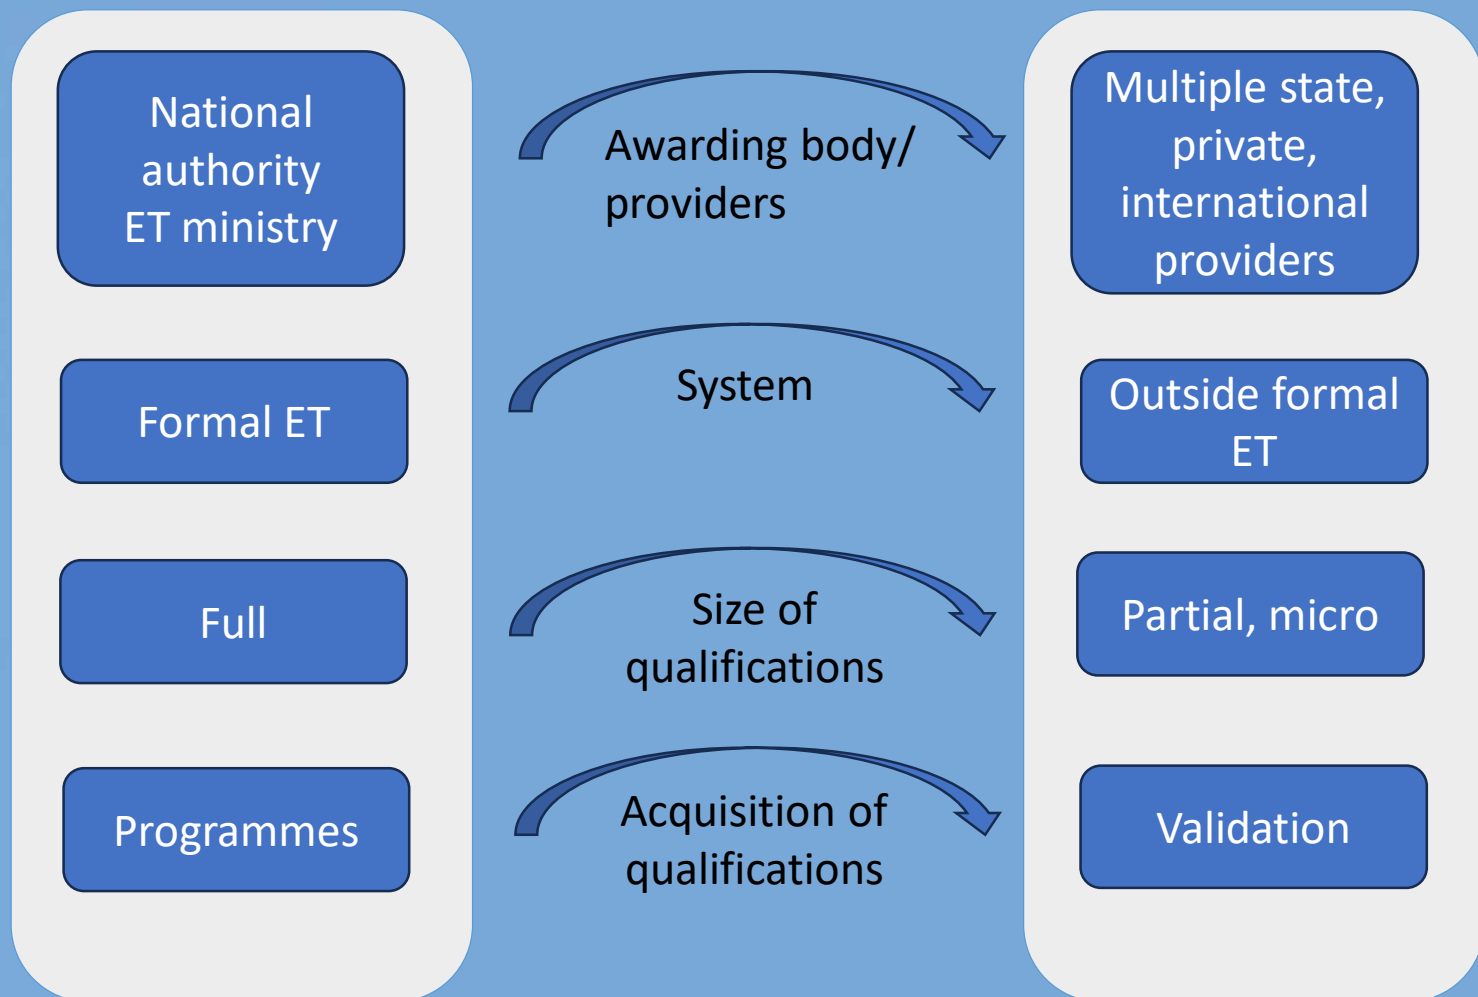 National
authority
ET ministry
Awarding body/
providers
Multiple state,
private,
international
providers
Formal ET
System
Outside formal
ET
Full
Size of
qualifications
Partial, micro
Programmes
Acquisition of
qualifications
Validation